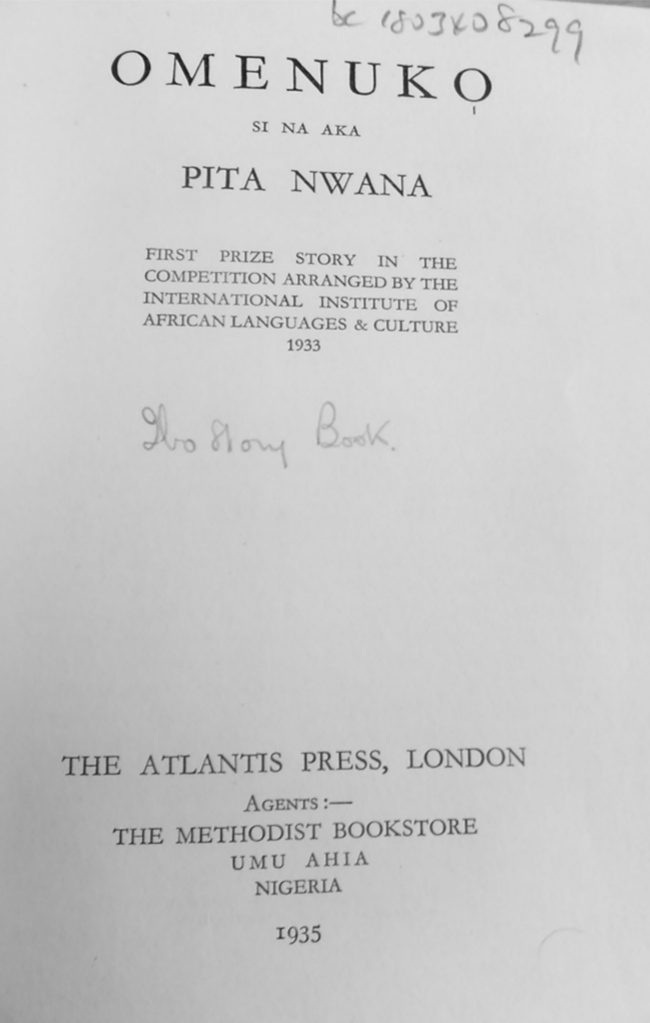 bc 1803408299
OMENUKỌ
SI NA AKA
PITA NWANA
FIRST PRIZE STORY IN THE
COMPETITION ARRANGED BY THE
INTERNATIONAL INSTITUTE OF
AFRICAN LANGUAGES & CULTURE
1933
Ibo Story Book.
THE ATLANTIS PRESS, LONDON
AGENTS:—
THE METHODIST BOOKSTORE
UMU AHIA
NIGERIA
1935